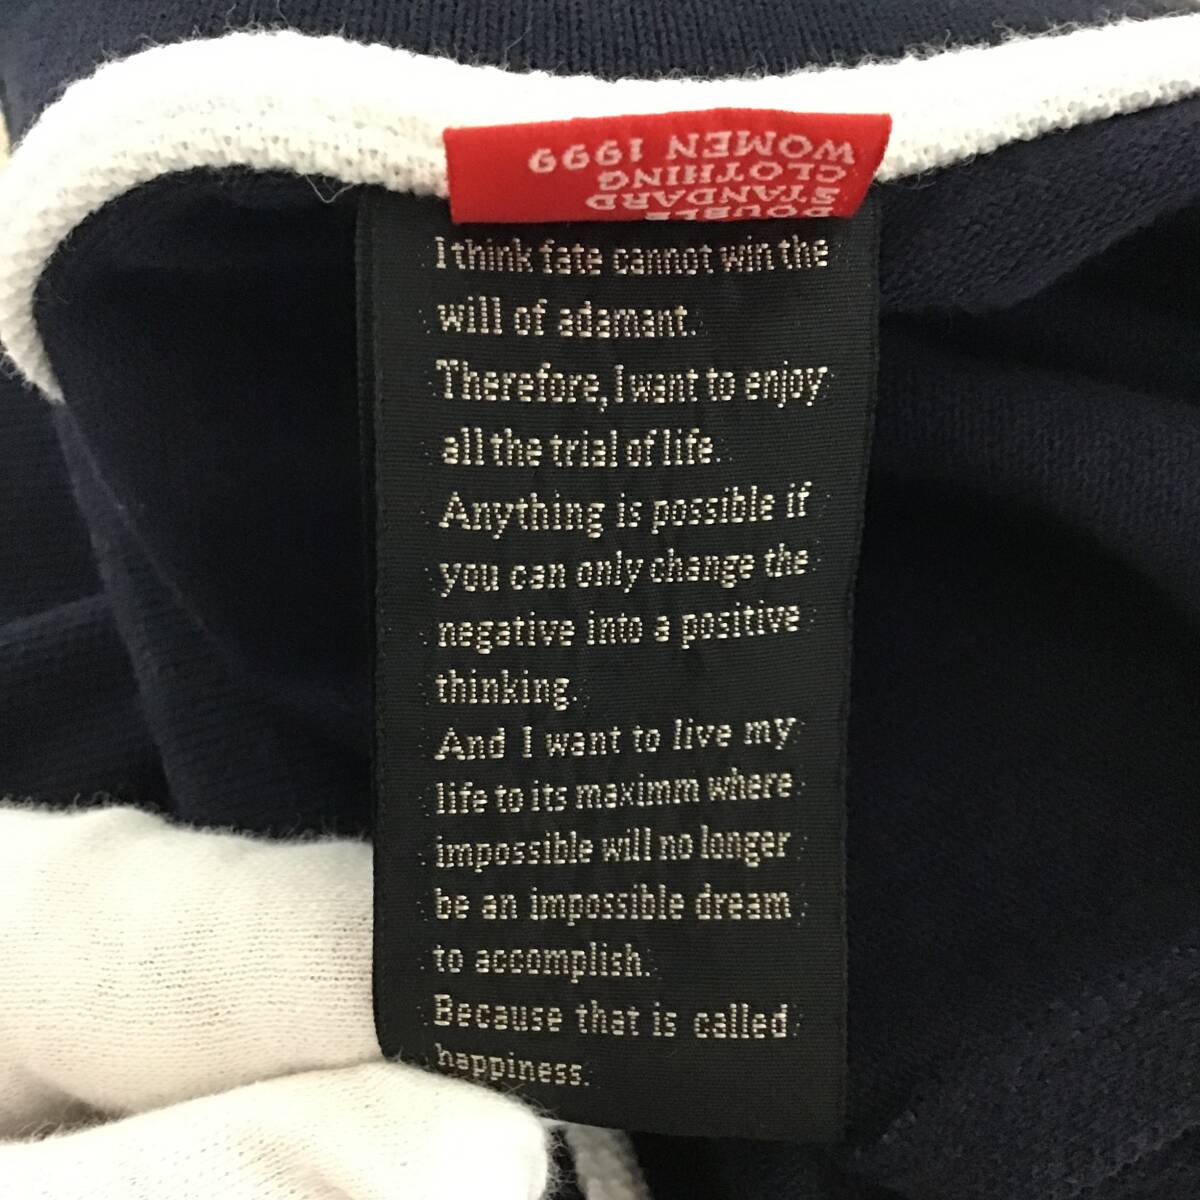 DOUBLE
STANDARD
CLOTHING
WOMEN 1999
I think fate cannot win the
will of adamant.
Therefore, I want to enjoy
all the trial of life.
Anything is possible if
you can only change the
negative into a positive
thinking.
And I want to live my
life to its maximm where
impossible will no longer
be an impossible dream
to accomplish.
Because that is called
happiness.